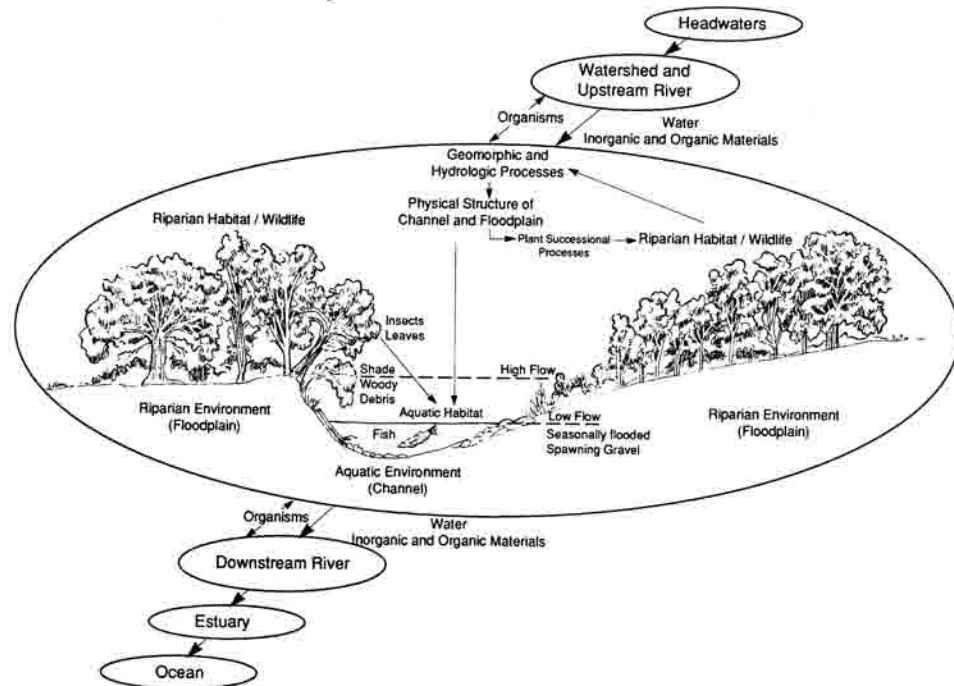 Headwaters
Watershed and
Upstream River
Organisms
Water
Inorganic and Organic Materials
Geomorphic and
Hydrologic Processes
Physical Structure of
Channel and Floodplain
Plant Successional
Processes
Riparian Habitat / Wildlife
Riparian Habitat / Wildlife
Insects
Leaves
Shade
High Flow
Woody
Debris
Aquatic Habitat
Low Flow
Fish
Seasonally flooded
Spawning Gravel
Riparian Environment
(Floodplain)
Riparian Environment
(Floodplain)
Aquatic Environment
(Channel)
Organisms
Water
Inorganic and Organic Materials
Downstream River
Estuary
Ocean